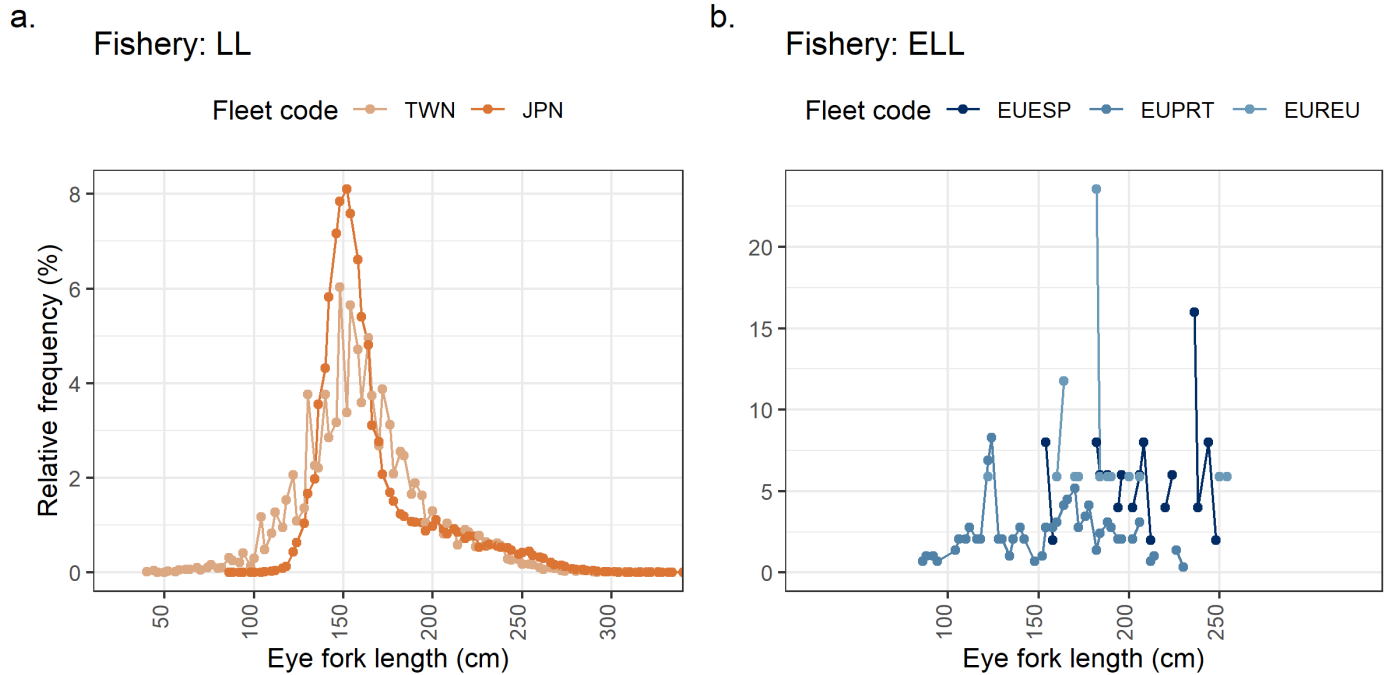 a.
Fishery: LL
Fleet code TWN JPN
Relative frequency (%)
8
6
4
2
0
50 100 150 200 250 300
Eye fork length (cm)
b.
Fishery: ELL
Fleet code EUESP EUPRT EUREU
20
15
10
5
0
100 150 200 250
Eye fork length (cm)